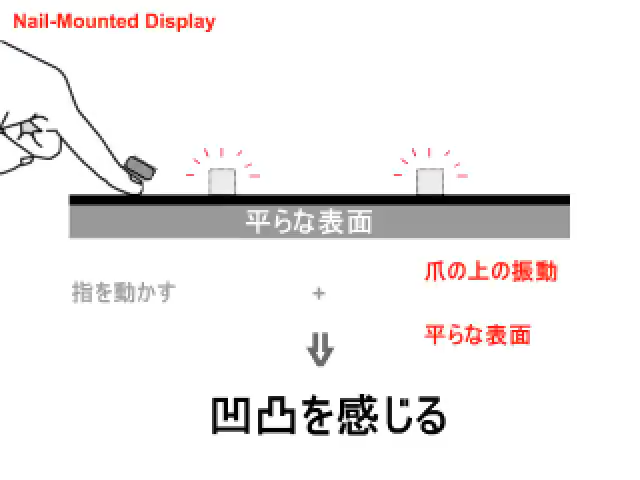 Nail-Mounted Display
平らな表面
爪の上の振動
指を動かす
+
平らな表面
⇓
凹凸を感じる